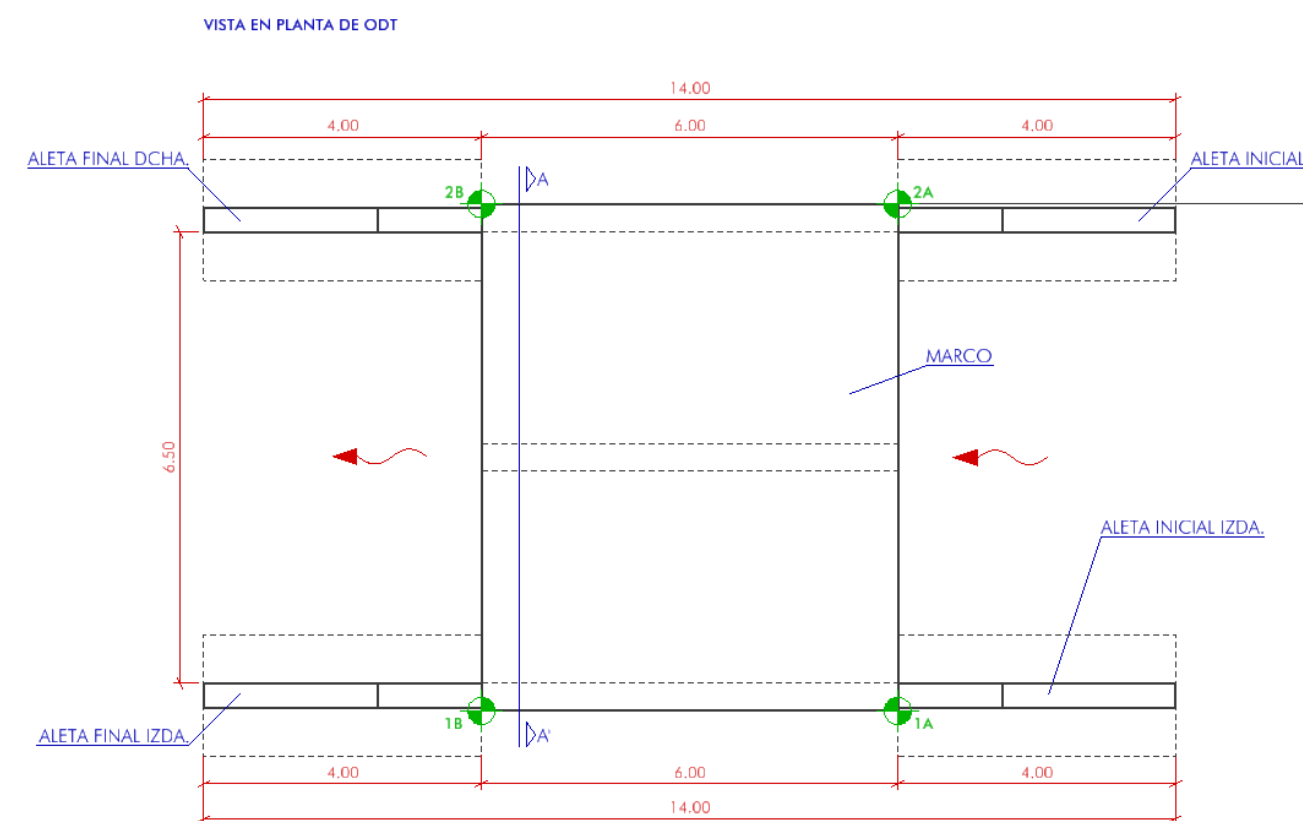 VISTA EN PLANTA DE ODT
14.00
4.00
6.00
4.00
ALETA FINAL DCHA.
ALETA INICIAL
2B
A
2A
MARCO
6.50
ALETA INICIAL IZDA.
1B
1A
ALETA FINAL IZDA.
A'
4.00
6.00
4.00
14.00